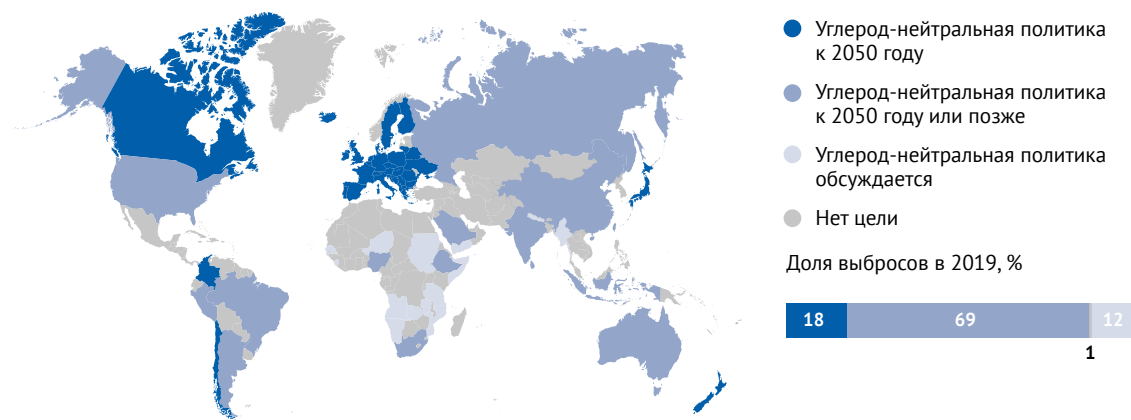 Углерод-нейтральная политика
к 2050 году
Углерод-нейтральная политика
к 2050 году или позже
Углерод-нейтральная политика
обсуждается
Нет цели
Доля выбросов в 2019, %
18 69 12
1